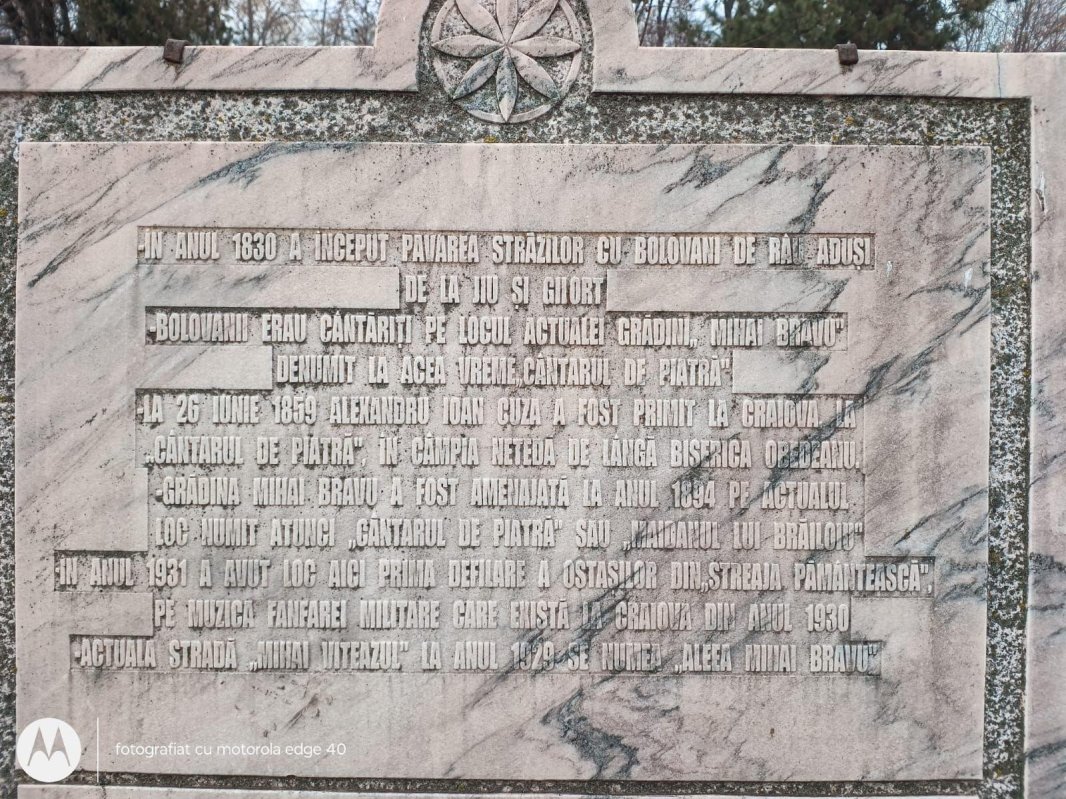 -IN ANUL 1830 A ÎNCEPUT PAVAREA STRĂZILOR CU BOLOVANI DE RÂU ADUȘI
DE LA JIU ȘI GILORT
-BOLOVANII ERAU CÂNTĂRIȚI PE LOCUL ACTUALEI GRĂDINI „MIHAI BRAVU"
DENUMIT LA ACEA VREME „CÂNTARUL DE PIATRĂ"
-LA 26 IUNIE 1859 ALEXANDRU IOAN CUZA A FOST PRIMIT LA CRAIOVA LA
„CÂNTARUL DE PIATRĂ", ÎN CÂMPIA NETEDĂ DE LÂNGĂ BISERICA OBEDEANU.
-GRĂDINA MIHAI BRAVU A FOST AMENAJATĂ LA ANUL 1894 PE ACTUALUL
LOC NUMIT ATUNCI „CÂNTARUL DE PIATRĂ" SAU „MAIDANUL LUI BRĂILOIU"
-IN ANUL 1931 A AVUT LOC AICI PRIMA DEFILARE A OSTAȘILOR DIN „STREAJA PĂMÂNTEASCĂ",
PE MUZICA FANFAREI MILITARE CARE EXISTĂ LA CRAIOVA DIN ANUL 1930
-ACTUALA STRADĂ „MIHAI VITEAZUL" LA ANUL 1929 SE NUMEA „ALEEA MIHAI BRAVU"
fotografiat cu motorola edge 40